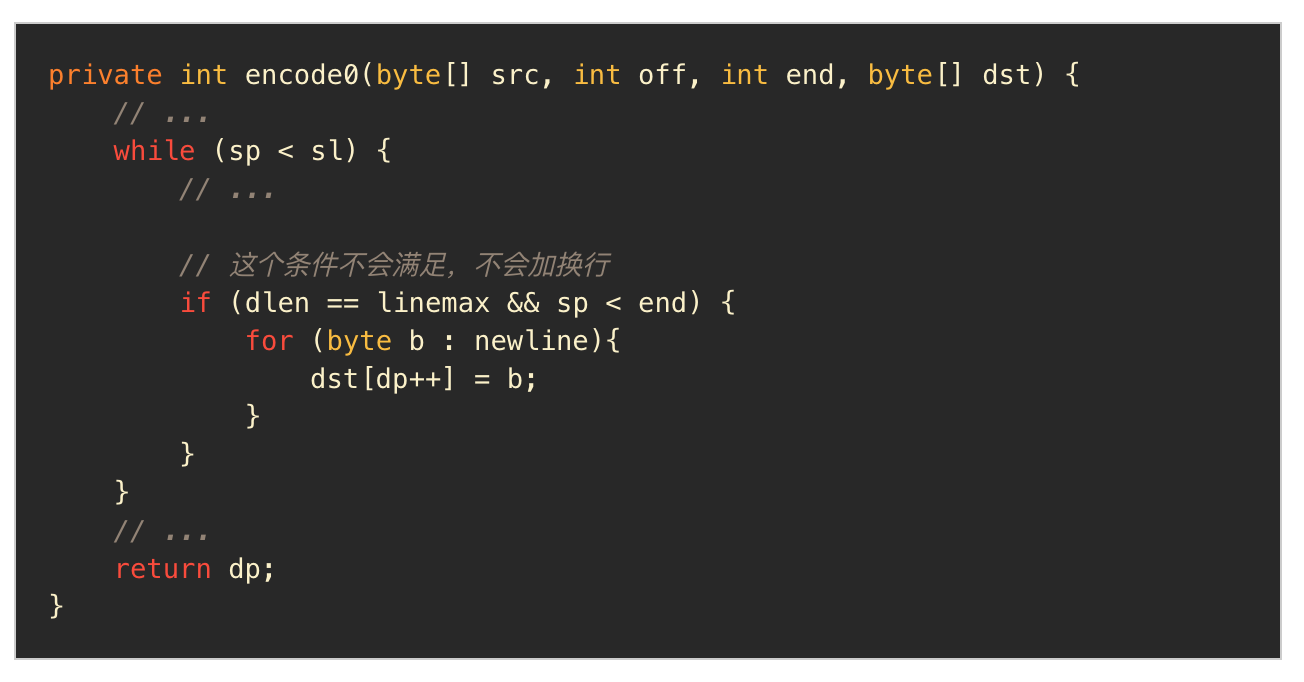 private int encode0(byte[] src, int off, int end, byte[] dst) {
    // ...
    while (sp < sl) {
        // ...

        // 这个条件不会满足，不会加换行
        if (dlen == linemax && sp < end) {
            for (byte b : newline){
                dst[dp++] = b;
            }
        }
    }
    // ...
    return dp;
}